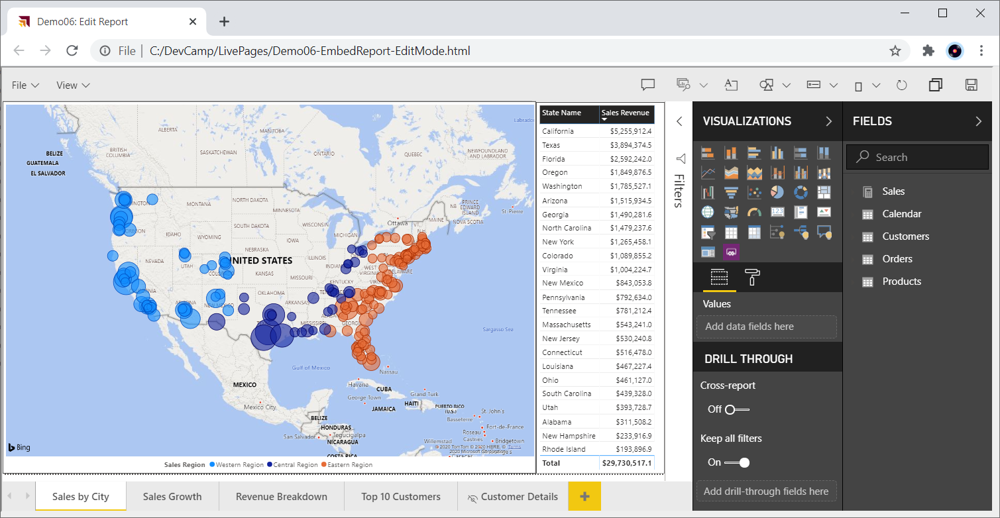 Demo06: Edit Report
File | C:/DevCamp/LivePages/Demo06-EmbedReport-EditMode.html
File View
ALBERTA
MANITOBA
Labrador
BRITISH
COLUMBIA
SASKATCHEWAN
ONTARIO
QUEBEC
NEWFOUNDLAND
AND LABRADOR
BELIZE
GUATEMALA
EL SALVADOR
NORTH DAKOTA
MONTANA
MINNESOTA
NB
PRINCE
EDWARD
ISLAND
NOVA SCOTIA
St-Pierre
Ottawa
MAINE
VT.
WISCONSIN
SOUTH DAKOTA
MICHIGAN
IDAHO
WYOMING
IOWA
NEBRASKA
NEVADA
UTAH
UNITED STATES
ILLINOIS
KANSAS
MISSOURI
WEST
VIRGINIA
DELAWARE
KENTUCKY
OKLAHOMA
ARKANSAS
MISSISSIPPI
Sargasso Sea
Gulf of Mexico
Nassau
MEXICO
Havana
CUBA
Mexico City
George Town
Grand Turk
HAITI
JAMAICA
PUERTO RICO
(U.S.)
St. John's
Basseterre
BELIZE
HONDURAS
Tegucigalpa
San Salvador
NICARAGUA
Fort-de-France
Roseau
Castries
Willemstad
Bridgetown
Caracas
COSTA RICA
Bing
© 2020 TomTom © 2020 HERE, © Terms
2020 Microsoft Corporation
Sales Region Western Region Central Region Eastern Region
State Name Sales Revenue
California $5,255,912.4
Texas $3,894,374.5
Florida $2,592,242.0
Oregon $1,849,876.5
Washington $1,785,527.1
Arizona $1,515,934.5
Georgia $1,490,281.6
North Carolina $1,479,237.6
New York $1,265,458.1
Colorado $1,089,855.2
Virginia $1,004,224.7
New Mexico $843,053.8
Pennsylvania $792,634.0
Tennessee $781,212.4
Massachusetts $543,241.0
New Jersey $530,240.8
Connecticut $516,478.0
Louisiana $467,227.4
Ohio $461,127.0
South Carolina $439,328.0
Utah $393,728.7
Alabama $311,508.2
New Hampshire $233,916.9
Rhode Island $193,896.9
Total $29,730,517.1
Filters
VISUALIZATIONS
Values
Add data fields here
DRILL THROUGH
Cross-report
Off
Keep all filters
On
Add drill-through fields here
FIELDS
Search
Sales
Calendar
Customers
Orders
Products
Sales by City Sales Growth Revenue Breakdown Top 10 Customers Customer Details